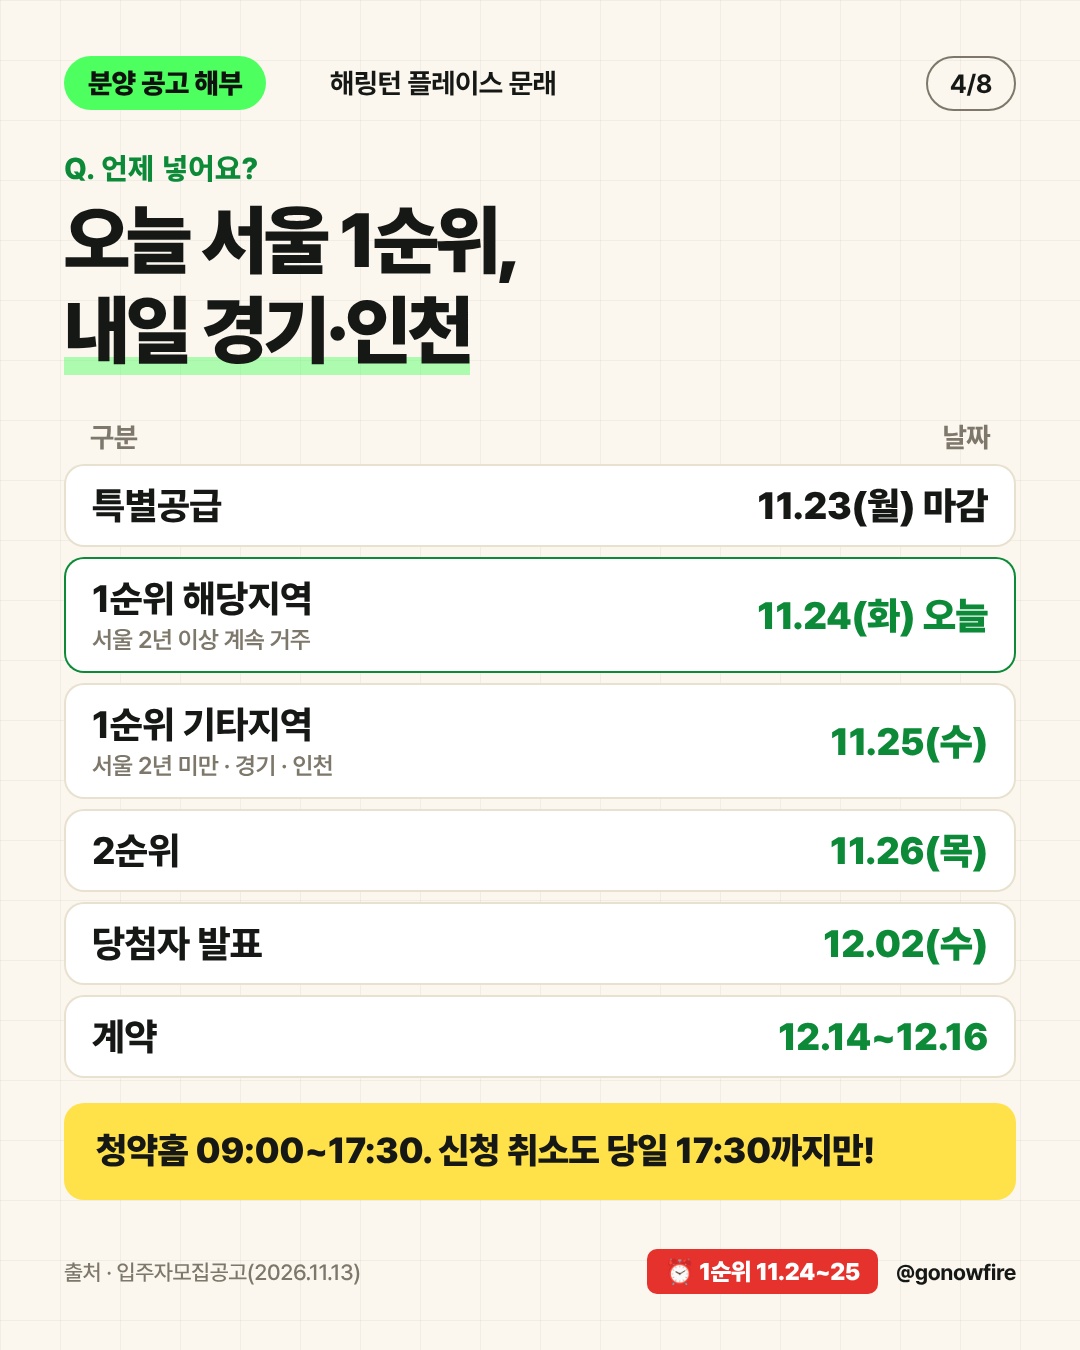 분양 공고 해부
해링턴 플레이스 문래
4/8
Q. 언제 넣어요?
오늘 서울 1순위,
내일 경기·인천
구분
날짜
특별공급
11.23(월) 마감
1순위 해당지역
서울 2년 이상 계속 거주
11.24(화) 오늘
1순위 기타지역
서울 2년 미만 · 경기 · 인천
11.25(수)
2순위
11.26(목)
당첨자 발표
12.02(수)
계약
12.14~12.16
청약홈 09:00~17:30. 신청 취소도 당일 17:30까지만!
출처 · 입주자모집공고(2026.11.13)
⏰ 1순위 11.24~25
@gonowfire